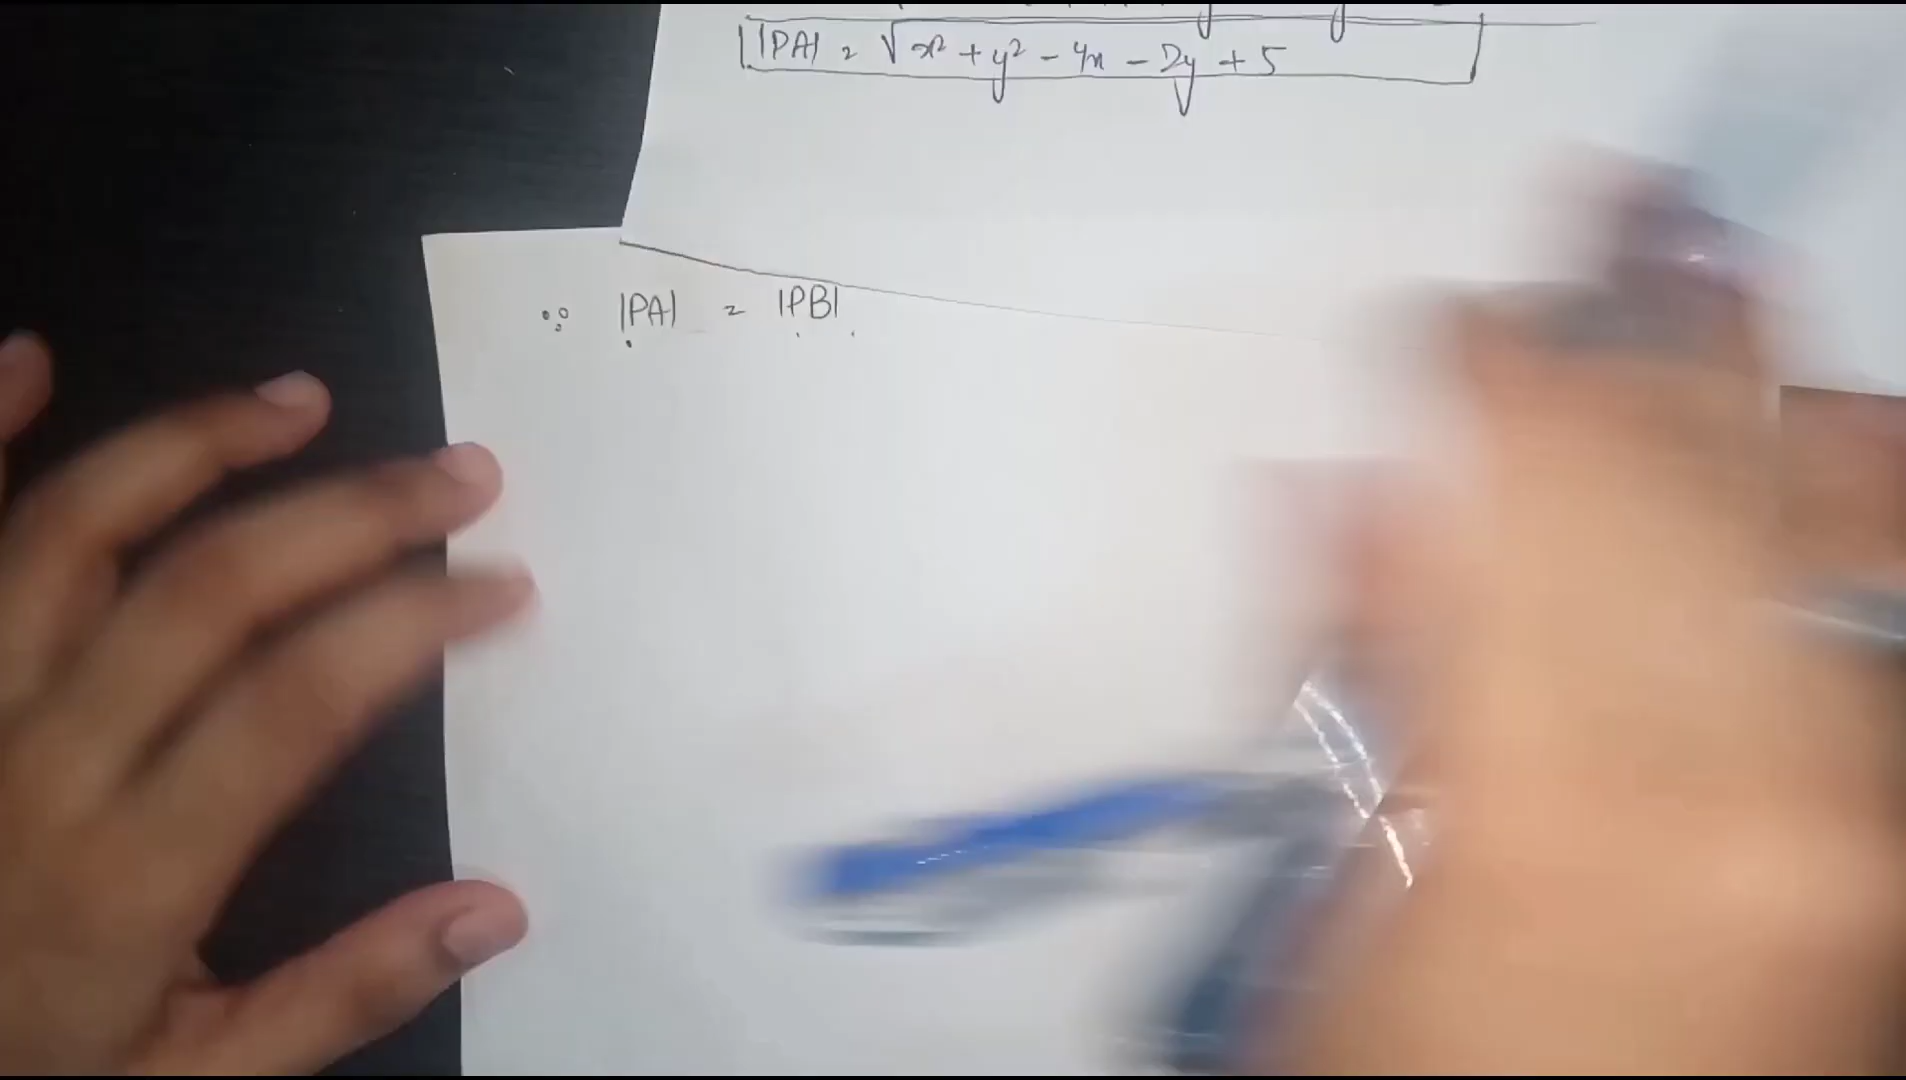 |PA| = √x² + y² - 4x - 2y + 5
∵ |PA| = |PB|